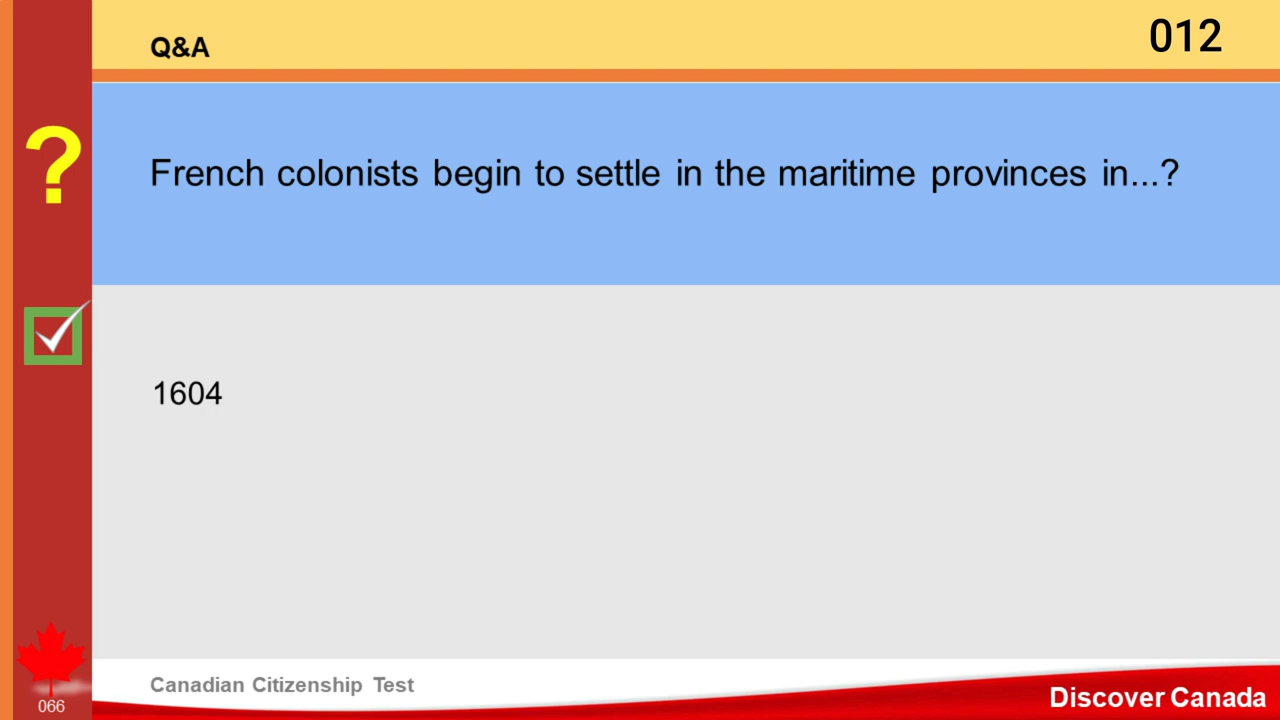 Q&A
012
?
French colonists begin to settle in the maritime provinces in...?
1604
Canadian Citizenship Test
066
Discover Canada